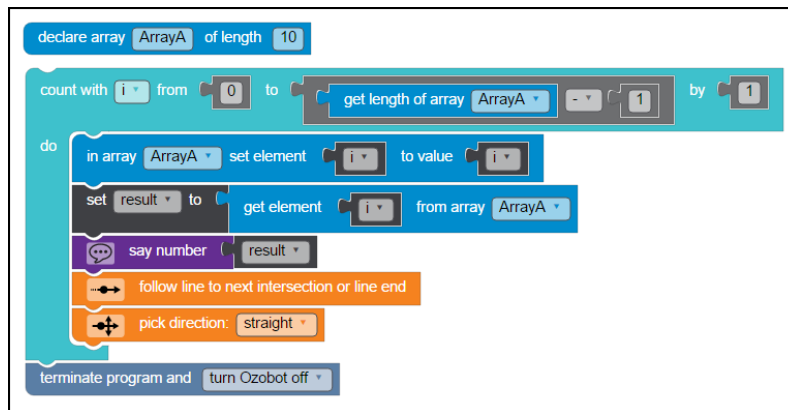 declare array ArrayA of length 10
count with i from 0 to get length of array ArrayA - 1 by 1
do
in array ArrayA set element i to value i
set result to get element i from array ArrayA
say number result
follow line to next intersection or line end
pick direction: straight
terminate program and turn Ozobot off